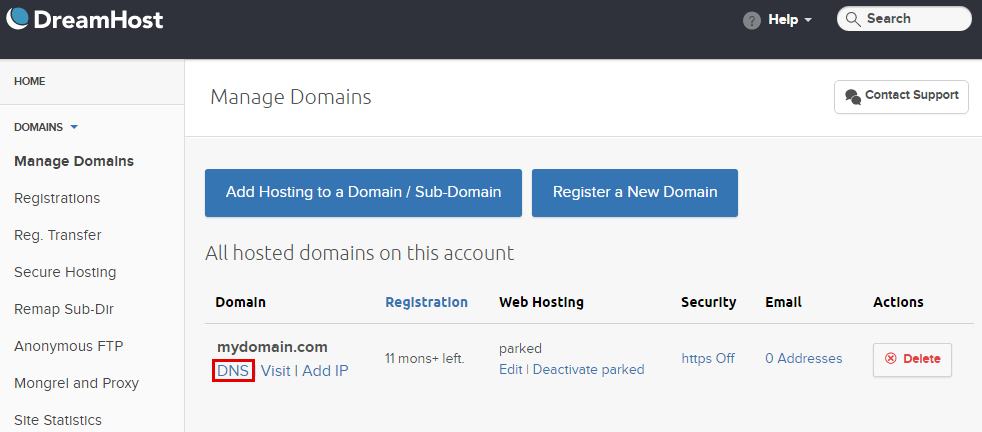 DreamHost
? Help
Search
HOME
DOMAINS
Manage Domains
Registrations
Reg. Transfer
Secure Hosting
Remap Sub-Dir
Anonymous FTP
Mongrel and Proxy
Site Statistics
Manage Domains
Contact Support
Add Hosting to a Domain / Sub-Domain
Register a New Domain
All hosted domains on this account
Domain Registration Web Hosting Security Email Actions
mydomain.com
DNS Visit | Add IP
11 mons+ left.
parked
Edit | Deactivate parked
https Off
0 Addresses
Delete